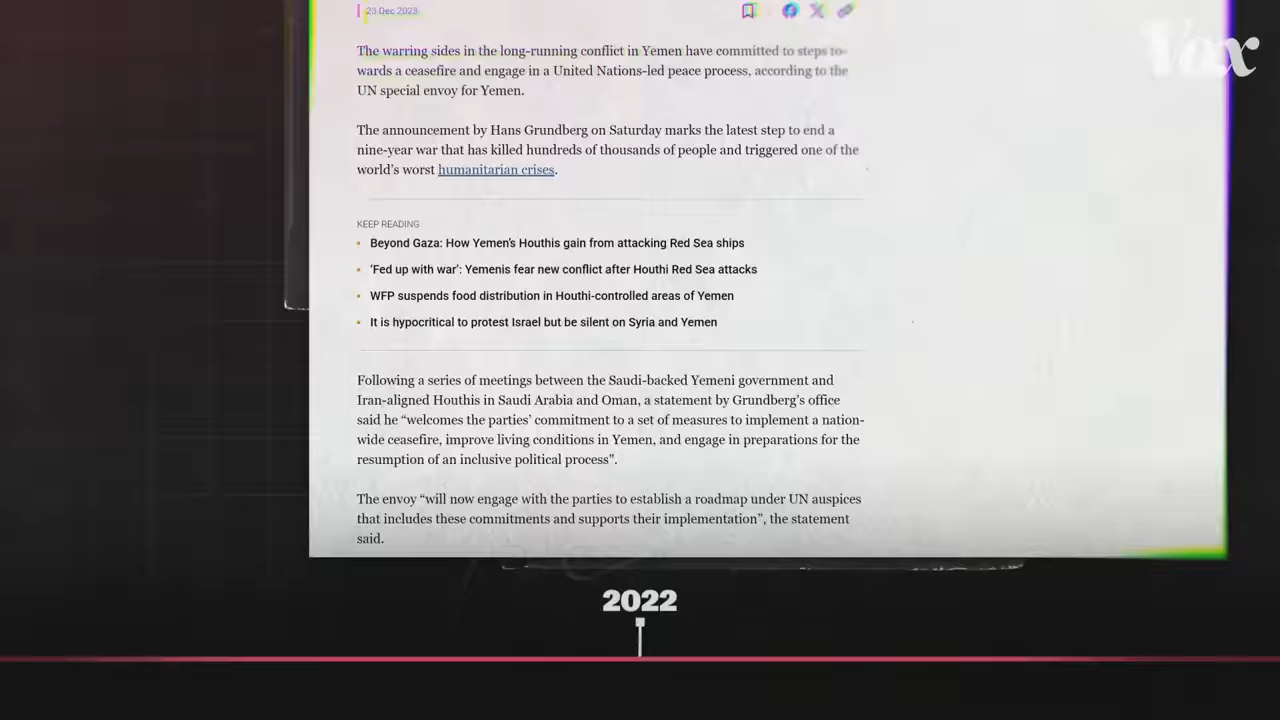 23 Dec 2023
Vox
The warring sides in the long-running conflict in Yemen have committed to steps to-
wards a ceasefire and engage in a United Nations-led peace process, according to the
UN special envoy for Yemen.
The announcement by Hans Grundberg on Saturday marks the latest step to end a
nine-year war that has killed hundreds of thousands of people and triggered one of the
world’s worst humanitarian crises.
KEEP READING
Beyond Gaza: How Yemen’s Houthis gain from attacking Red Sea ships
‘Fed up with war’: Yemenis fear new conflict after Houthi Red Sea attacks
WFP suspends food distribution in Houthi-controlled areas of Yemen
It is hypocritical to protest Israel but be silent on Syria and Yemen
Following a series of meetings between the Saudi-backed Yemeni government and
Iran-aligned Houthis in Saudi Arabia and Oman, a statement by Grundberg’s office
said he “welcomes the parties’ commitment to a set of measures to implement a nation-
wide ceasefire, improve living conditions in Yemen, and engage in preparations for the
resumption of an inclusive political process”.
The envoy “will now engage with the parties to establish a roadmap under UN auspices
that includes these commitments and supports their implementation”, the statement
said.
2022